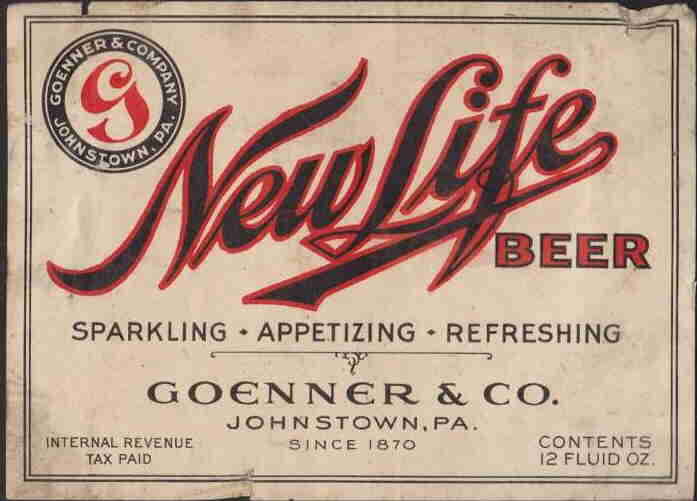 GOENNER & COMPANY
G
JOHNSTOWN, PA.
New Life
BEER
SPARKLING • APPETIZING • REFRESHING
GOENNER & CO.
JOHNSTOWN, PA.
SINCE 1870
INTERNAL REVENUE
TAX PAID
CONTENTS
12 FLUID OZ.